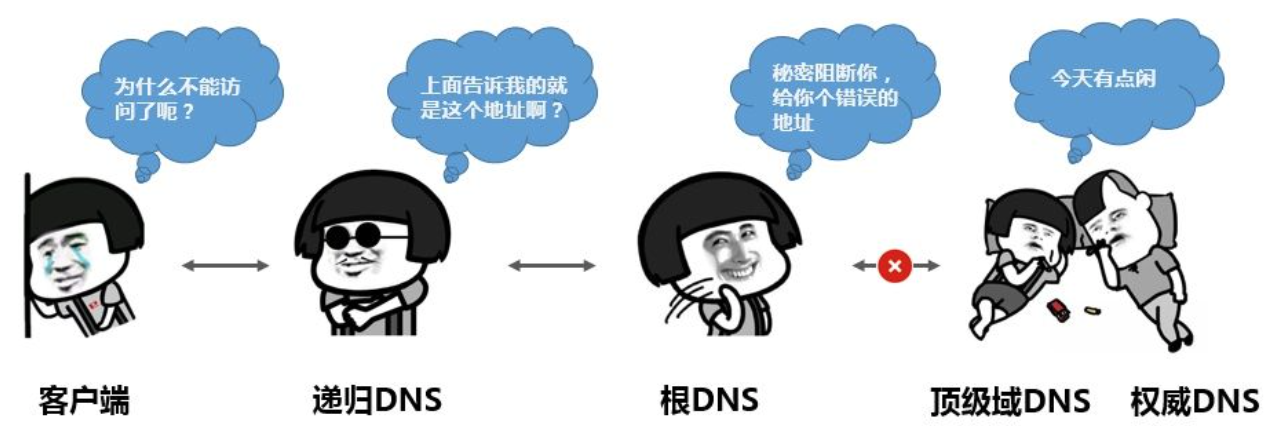 为什么不能访
问了呃？
上面告诉我的就
是这个地址啊？
秘密阻断你，
给你个错误的
地址
今天有点闲
客户端
递归DNS
根DNS
顶级域DNS
权威DNS